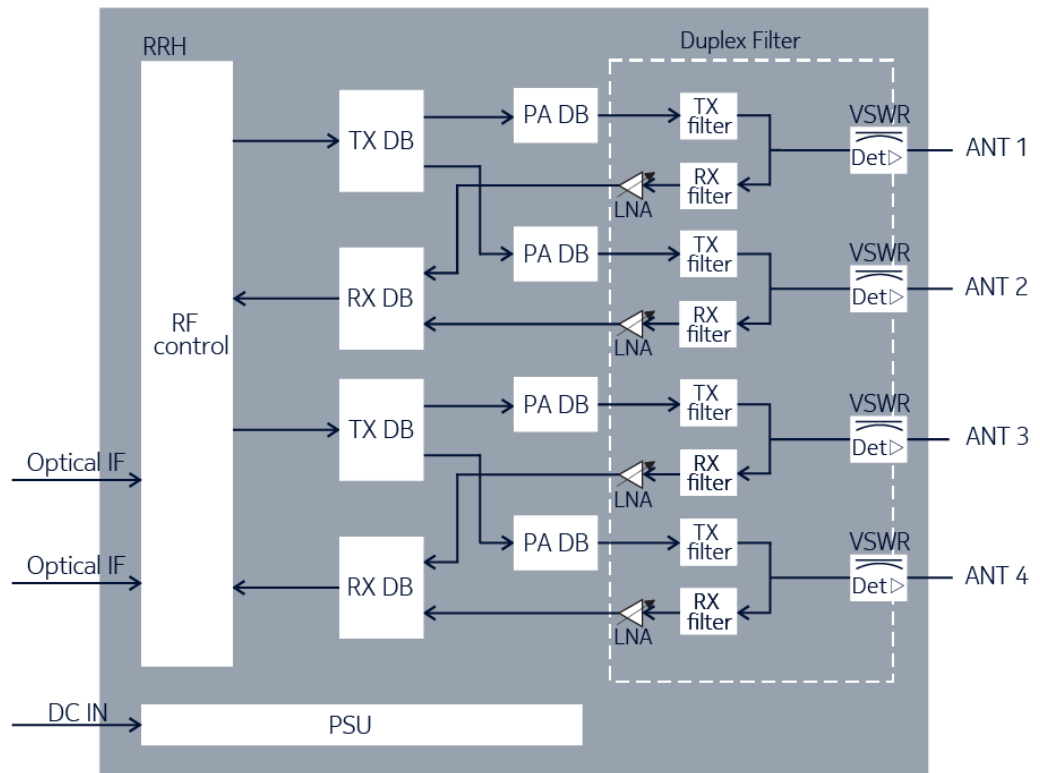 RRH
Duplex Filter
TX DB
PA DB
TX
filter
VSWR
Det
ANT 1
RX
filter
LNA
PA DB
TX
filter
VSWR
Det
ANT 2
RX DB
RX
filter
LNA
RF
control
TX DB
PA DB
TX
filter
VSWR
Det
ANT 3
Optical IF
RX
filter
LNA
PA DB
TX
filter
VSWR
Det
ANT 4
Optical IF
RX DB
RX
filter
LNA
DC IN
PSU